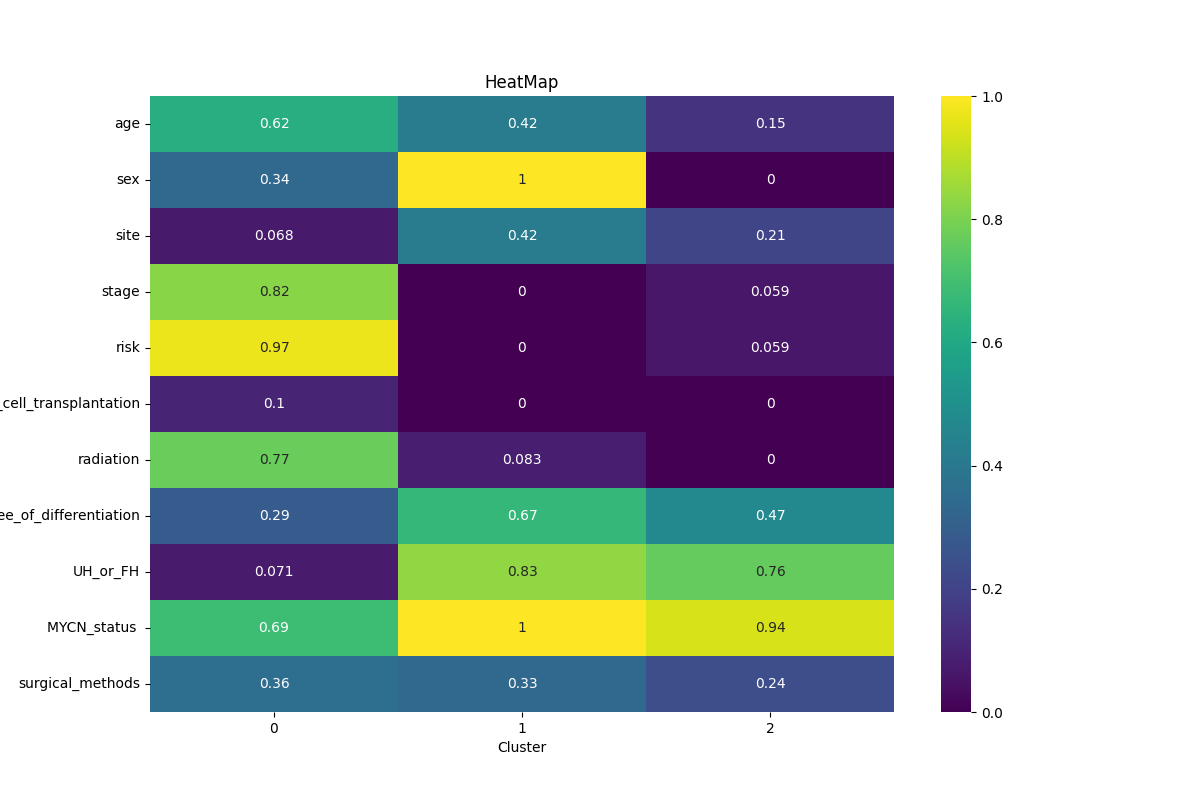 HeatMap
age 0.62 0.42 0.15
sex 0.34 1 0
site 0.068 0.42 0.21
stage 0.82 0 0.059
risk 0.97 0 0.059
_cell_transplantation 0.1 0 0
radiation 0.77 0.083 0
ee_of_differentiation 0.29 0.67 0.47
UH_or_FH 0.071 0.83 0.76
MYCN_status 0.69 1 0.94
surgical_methods 0.36 0.33 0.24
0 1 2
Cluster
1.0
0.8
0.6
0.4
0.2
0.0